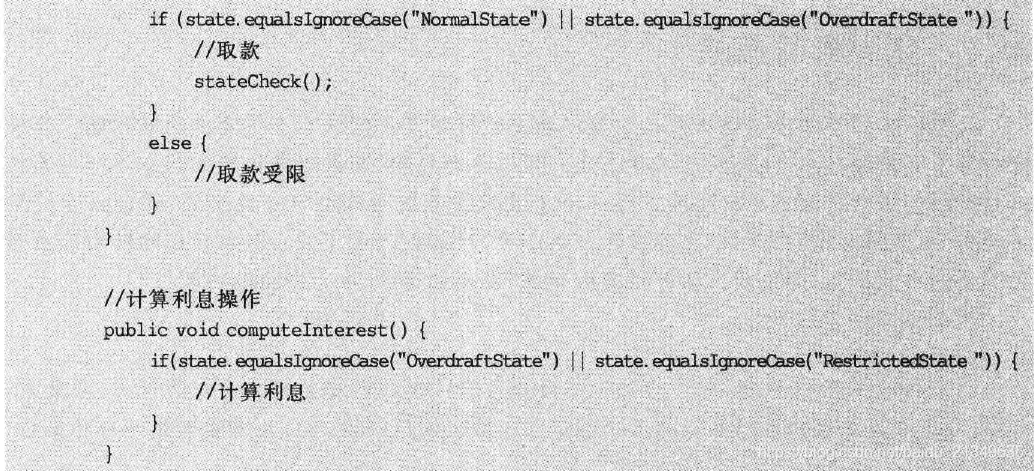 if (state.equalsIgnoreCase("NormalState") || state.equalsIgnoreCase("OverdraftState ")) {
//取款
stateCheck();
}
else {
//取款受限
}
}
//计算利息操作
public void computeInterest() {
if(state.equalsIgnoreCase("OverdraftState") || state.equalsIgnoreCase("RestrictedState ")) {
//计算利息
}
}